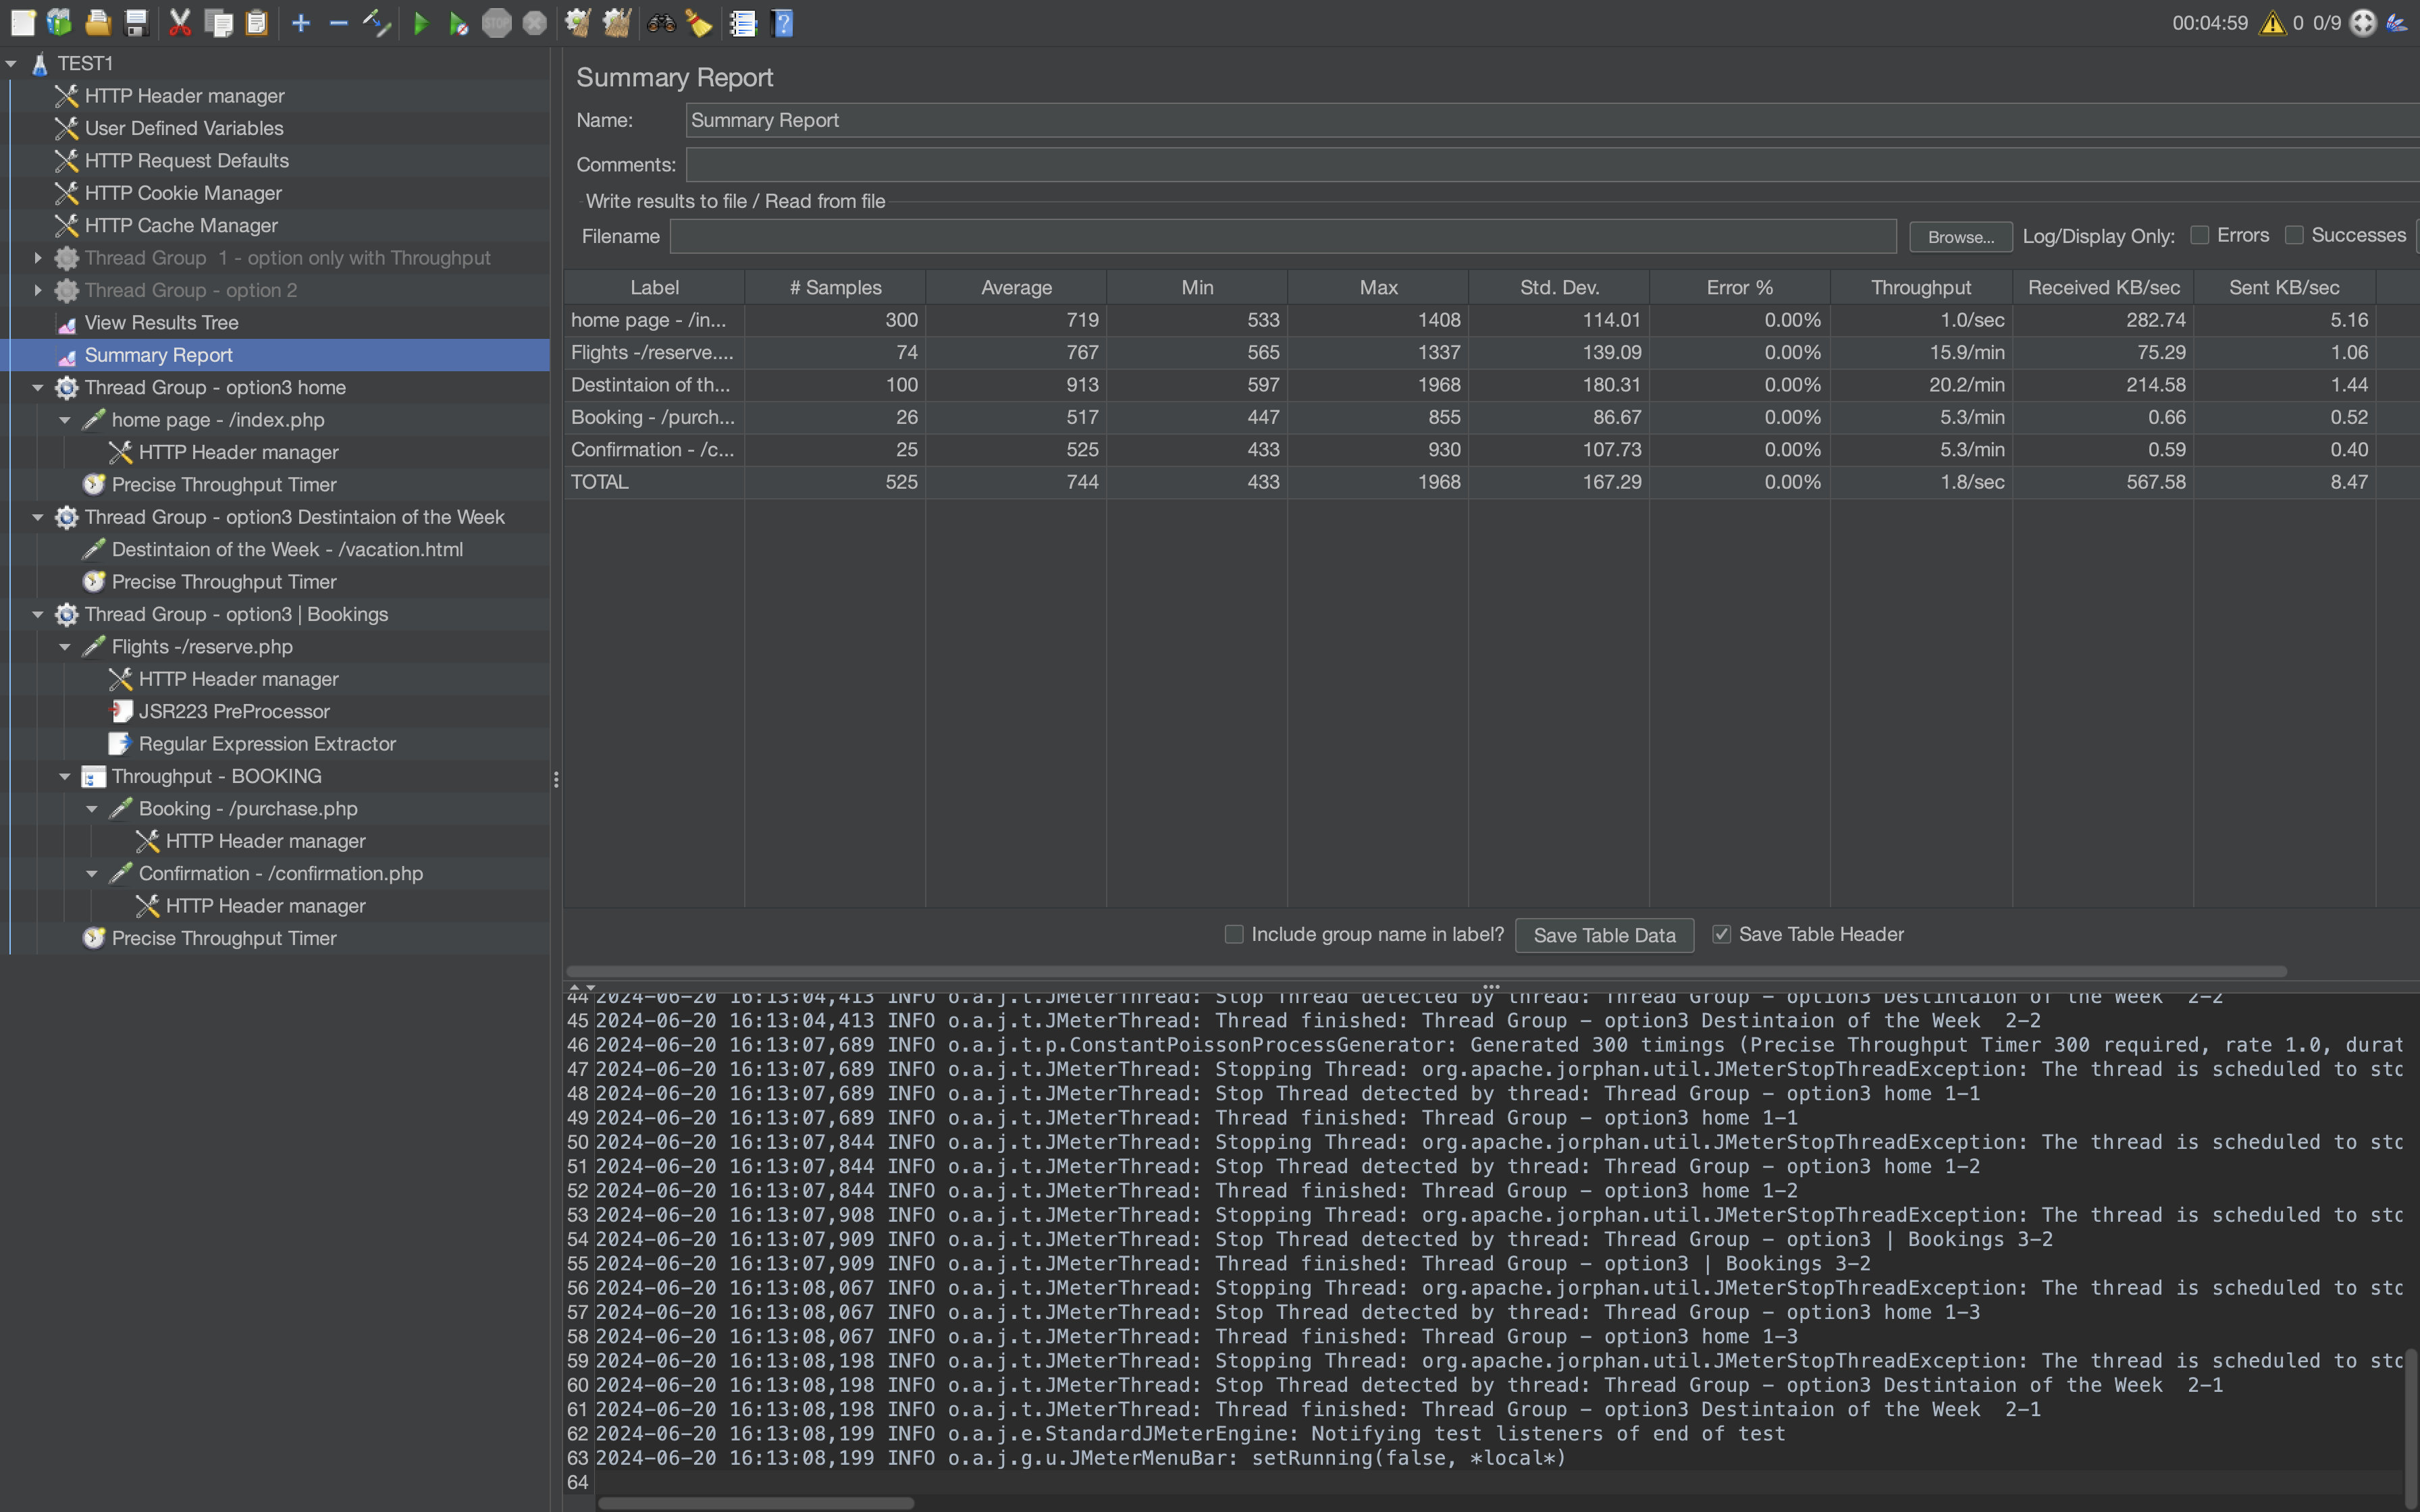 STOP
00:04:59 0 0/9
TEST1
HTTP Header manager
User Defined Variables
HTTP Request Defaults
HTTP Cookie Manager
HTTP Cache Manager
Thread Group  1 - option only with Throughput
Thread Group - option 2
View Results Tree
Summary Report
Thread Group - option3 home
home page - /index.php
HTTP Header manager
Precise Throughput Timer
Thread Group - option3 Destintaion of the Week
Destintaion of the Week - /vacation.html
Precise Throughput Timer
Thread Group - option3 | Bookings
Flights -/reserve.php
HTTP Header manager
JSR223 PreProcessor
Regular Expression Extractor
Throughput - BOOKING
Booking - /purchase.php
HTTP Header manager
Confirmation - /confirmation.php
HTTP Header manager
Precise Throughput Timer
Summary Report
Name: Summary Report
Comments:
Write results to file / Read from file
Filename Browse... Log/Display Only: Errors Successes
Label # Samples Average Min Max Std. Dev. Error % Throughput Received KB/sec Sent KB/sec
home page - /in... 300 719 533 1408 114.01 0.00% 1.0/sec 282.74 5.16
Flights -/reserve.... 74 767 565 1337 139.09 0.00% 15.9/min 75.29 1.06
Destintaion of th... 100 913 597 1968 180.31 0.00% 20.2/min 214.58 1.44
Booking - /purch... 26 517 447 855 86.67 0.00% 5.3/min 0.66 0.52
Confirmation - /c... 25 525 433 930 107.73 0.00% 5.3/min 0.59 0.40
TOTAL 525 744 433 1968 167.29 0.00% 1.8/sec 567.58 8.47
Include group name in label? Save Table Data Save Table Header
44 2024-06-20 16:13:04,413 INFO o.a.j.t.JMeterThread: Stop Thread detected by thread: Thread Group - option3 Destintaion of the Week  2-2
45 2024-06-20 16:13:04,413 INFO o.a.j.t.JMeterThread: Thread finished: Thread Group - option3 Destintaion of the Week  2-2
46 2024-06-20 16:13:07,689 INFO o.a.j.t.p.ConstantPoissonProcessGenerator: Generated 300 timings (Precise Throughput Timer 300 required, rate 1.0, durat
47 2024-06-20 16:13:07,689 INFO o.a.j.t.JMeterThread: Stopping Thread: org.apache.jorphan.util.JMeterStopThreadException: The thread is scheduled to stc
48 2024-06-20 16:13:07,689 INFO o.a.j.t.JMeterThread: Stop Thread detected by thread: Thread Group - option3 home 1-1
49 2024-06-20 16:13:07,689 INFO o.a.j.t.JMeterThread: Thread finished: Thread Group - option3 home 1-1
50 2024-06-20 16:13:07,844 INFO o.a.j.t.JMeterThread: Stopping Thread: org.apache.jorphan.util.JMeterStopThreadException: The thread is scheduled to stc
51 2024-06-20 16:13:07,844 INFO o.a.j.t.JMeterThread: Stop Thread detected by thread: Thread Group - option3 home 1-2
52 2024-06-20 16:13:07,844 INFO o.a.j.t.JMeterThread: Thread finished: Thread Group - option3 home 1-2
53 2024-06-20 16:13:07,908 INFO o.a.j.t.JMeterThread: Stopping Thread: org.apache.jorphan.util.JMeterStopThreadException: The thread is scheduled to stc
54 2024-06-20 16:13:07,909 INFO o.a.j.t.JMeterThread: Stop Thread detected by thread: Thread Group - option3 | Bookings 3-2
55 2024-06-20 16:13:07,909 INFO o.a.j.t.JMeterThread: Thread finished: Thread Group - option3 | Bookings 3-2
56 2024-06-20 16:13:08,067 INFO o.a.j.t.JMeterThread: Stopping Thread: org.apache.jorphan.util.JMeterStopThreadException: The thread is scheduled to stc
57 2024-06-20 16:13:08,067 INFO o.a.j.t.JMeterThread: Stop Thread detected by thread: Thread Group - option3 home 1-3
58 2024-06-20 16:13:08,067 INFO o.a.j.t.JMeterThread: Thread finished: Thread Group - option3 home 1-3
59 2024-06-20 16:13:08,198 INFO o.a.j.t.JMeterThread: Stopping Thread: org.apache.jorphan.util.JMeterStopThreadException: The thread is scheduled to stc
60 2024-06-20 16:13:08,198 INFO o.a.j.t.JMeterThread: Stop Thread detected by thread: Thread Group - option3 Destintaion of the Week  2-1
61 2024-06-20 16:13:08,198 INFO o.a.j.t.JMeterThread: Thread finished: Thread Group - option3 Destintaion of the Week  2-1
62 2024-06-20 16:13:08,199 INFO o.a.j.e.StandardJMeterEngine: Notifying test listeners of end of test
63 2024-06-20 16:13:08,199 INFO o.a.j.g.u.JMeterMenuBar: setRunning(false, *local*)
64